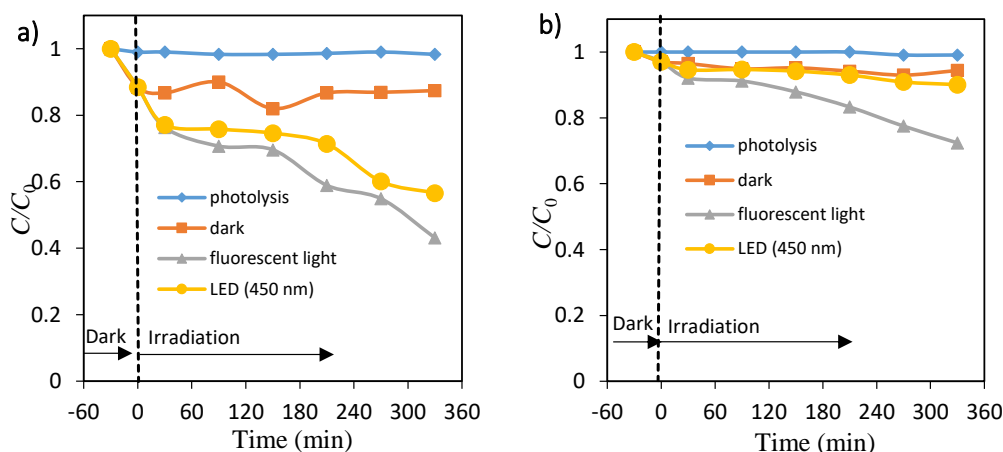 a)
1
0.8
0.6
0.4
0.2
0
C/C0
photolysis
dark
fluorescent light
LED (450 nm)
Dark
Irradiation
-60 0 60 120 180 240 300 360
Time (min)
b)
1
0.8
0.6
0.4
0.2
0
C/C0
photolysis
dark
fluorescent light
LED (450 nm)
Dark
Irradiation
-60 0 60 120 180 240 300 360
Time (min)